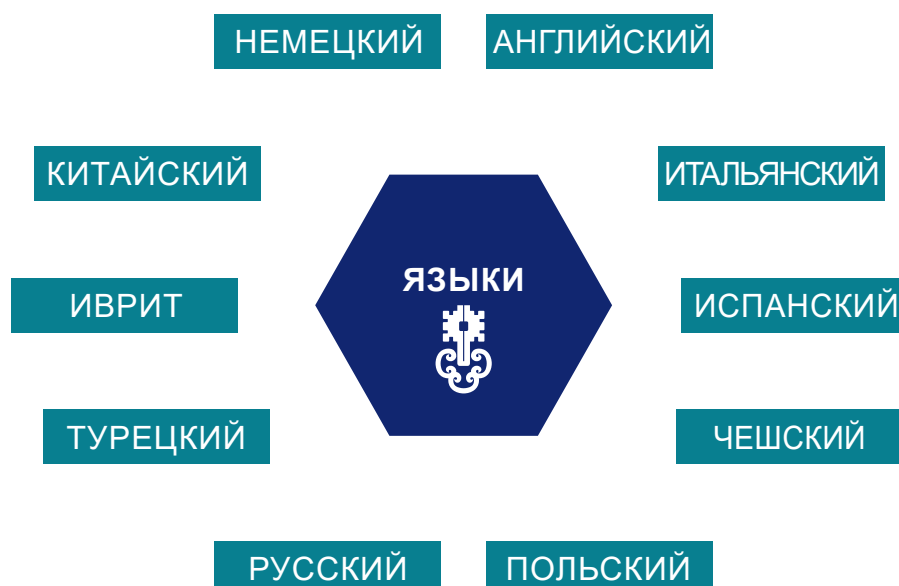 НЕМЕЦКИЙ
АНГЛИЙСКИЙ
КИТАЙСКИЙ
ИТАЛЬЯНСКИЙ
ЯЗЫКИ
ИВРИТ
ИСПАНСКИЙ
ТУРЕЦКИЙ
ЧЕШСКИЙ
РУССКИЙ
ПОЛЬСКИЙ